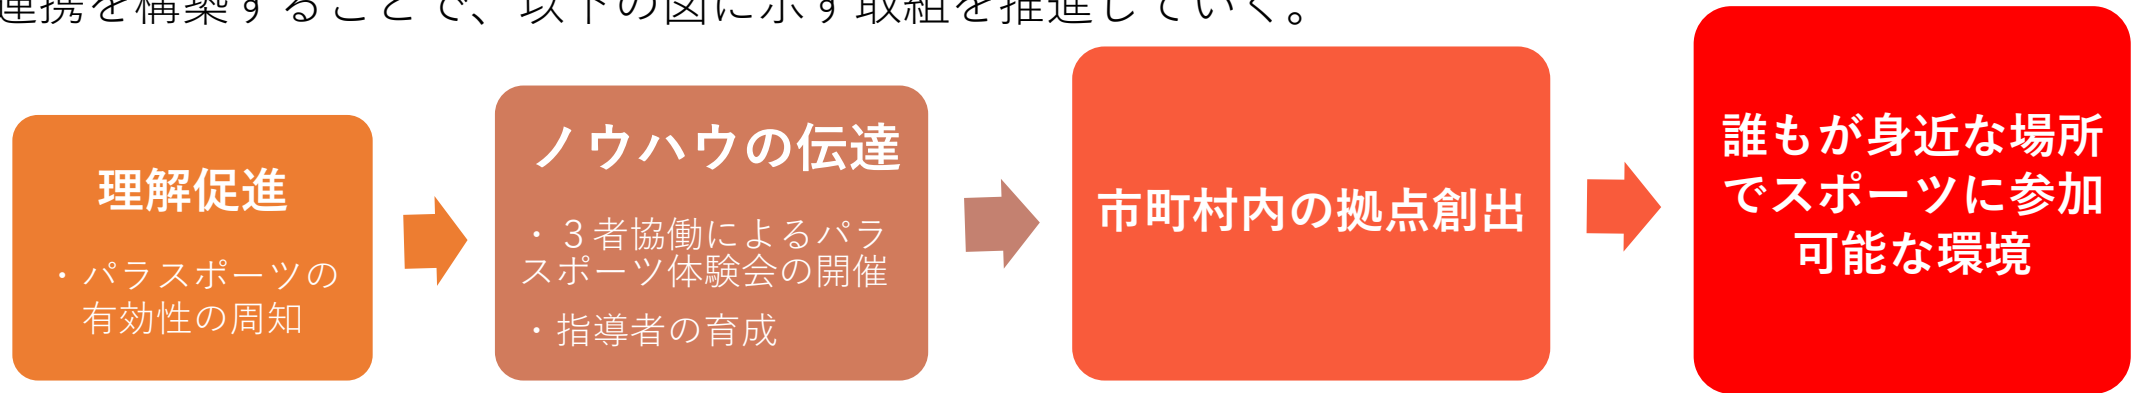 連携を構築することで、以下の図に示す取組を推進していく。
理解促進
・パラスポーツの
有効性の周知
ノウハウの伝達
・３者協働によるパラ
スポーツ体験会の開催
・指導者の育成
市町村内の拠点創出
誰もが身近な場所
でスポーツに参加
可能な環境